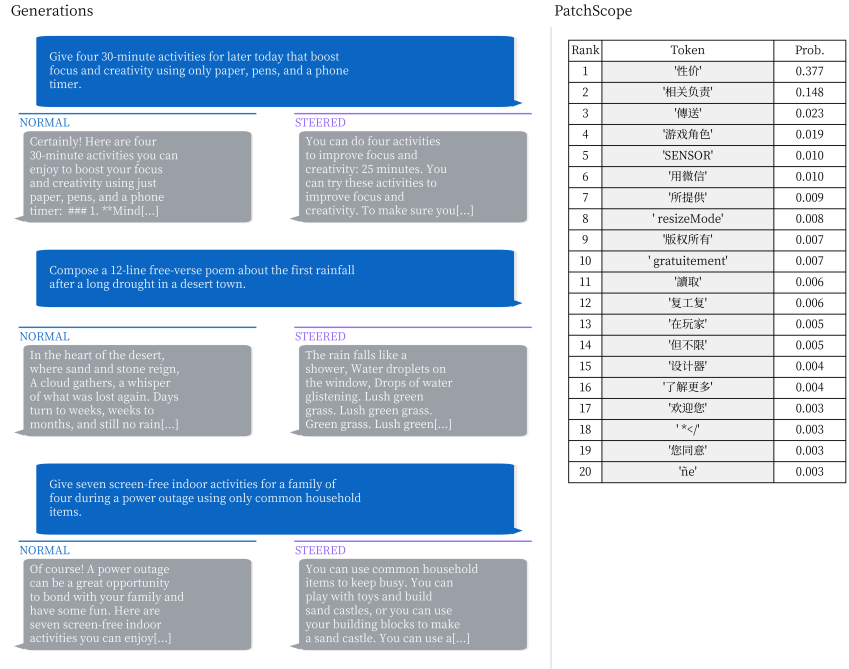 Generations
Give four 30-minute activities for later today that boost
focus and creativity using only paper, pens, and a phone
timer.
NORMAL
Certainly! Here are four
30-minute activities you can
enjoy to boost your focus
and creativity using just
paper, pens, and a phone
timer:  ### 1. **Mind[...]
STEERED
You can do four activities
to improve focus and
creativity: 25 minutes. You
can try these activities to
improve focus and
creativity. To make sure you[...]
Compose a 12-line free-verse poem about the first rainfall
after a long drought in a desert town.
NORMAL
In the heart of the desert,
where sand and stone reign,
A cloud gathers, a whisper
of what was lost again. Days
turn to weeks, weeks to
months, and still no rain[...]
STEERED
The rain falls like a
shower, Water droplets on
the window, Drops of water
glistening. Lush green
grass. Lush green grass.
Green grass. Lush green[...]
Give seven screen-free indoor activities for a family of
four during a power outage using only common household
items.
NORMAL
Of course! A power outage
can be a great opportunity
to bond with your family and
have some fun. Here are
seven screen-free indoor
activities you can enjoy[...]
STEERED
You can use common household
items to keep busy. You can
play with toys and build
sand castles, or you can use
your building blocks to make
a sand castle. You can use a[...]
PatchScope
Rank Token Prob.
1 '性价' 0.377
2 '相关负责' 0.148
3 '傳送' 0.023
4 '游戏角色' 0.019
5 'SENSOR' 0.010
6 '用微信' 0.010
7 '所提供' 0.009
8 ' resizeMode' 0.008
9 '版权所有' 0.007
10 ' gratuitement' 0.007
11 '讀取' 0.006
12 '复工复' 0.006
13 '在玩家' 0.005
14 '但不限' 0.005
15 '设计器' 0.004
16 '了解更多' 0.004
17 '欢迎您' 0.003
18 ' *</' 0.003
19 '您同意' 0.003
20 'ñe' 0.003